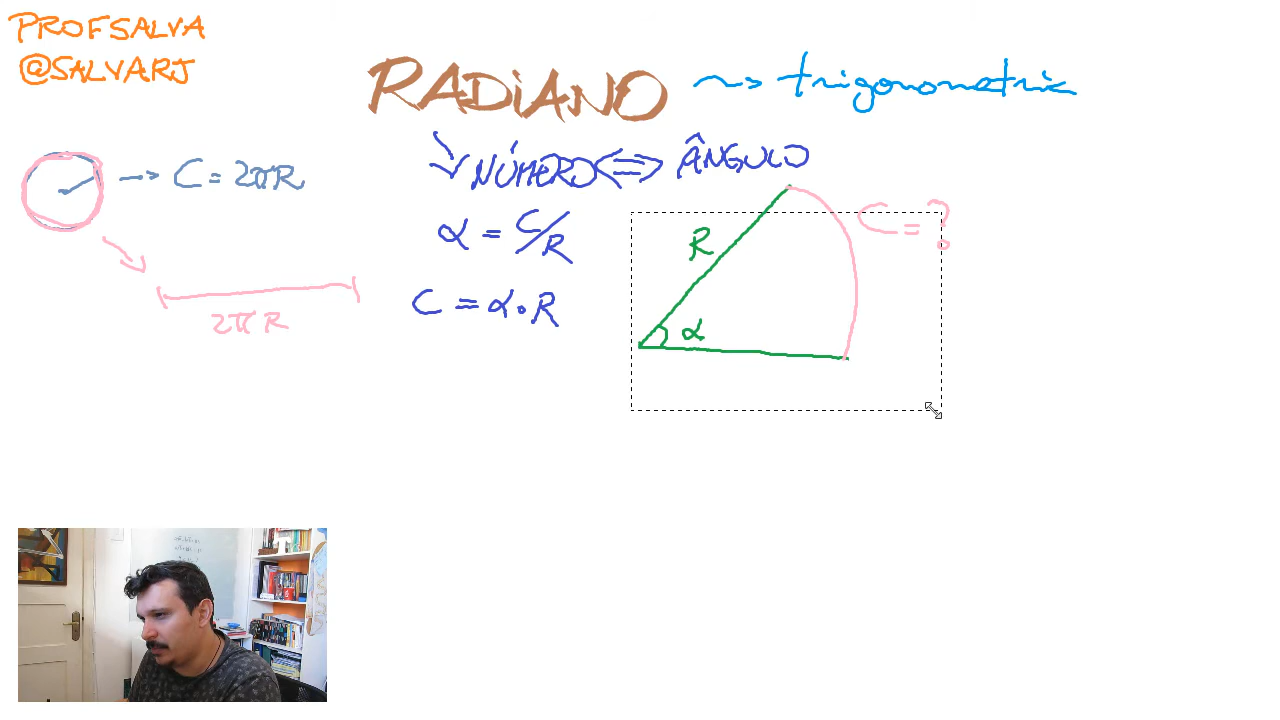 PROFSALVA
@SALVARJ
RADiANO ~> trigonometria
NÚMERO <=> ÂNGULO
C = 2πR
α = C/R
R
C = ?
C = α . R
α
2πR